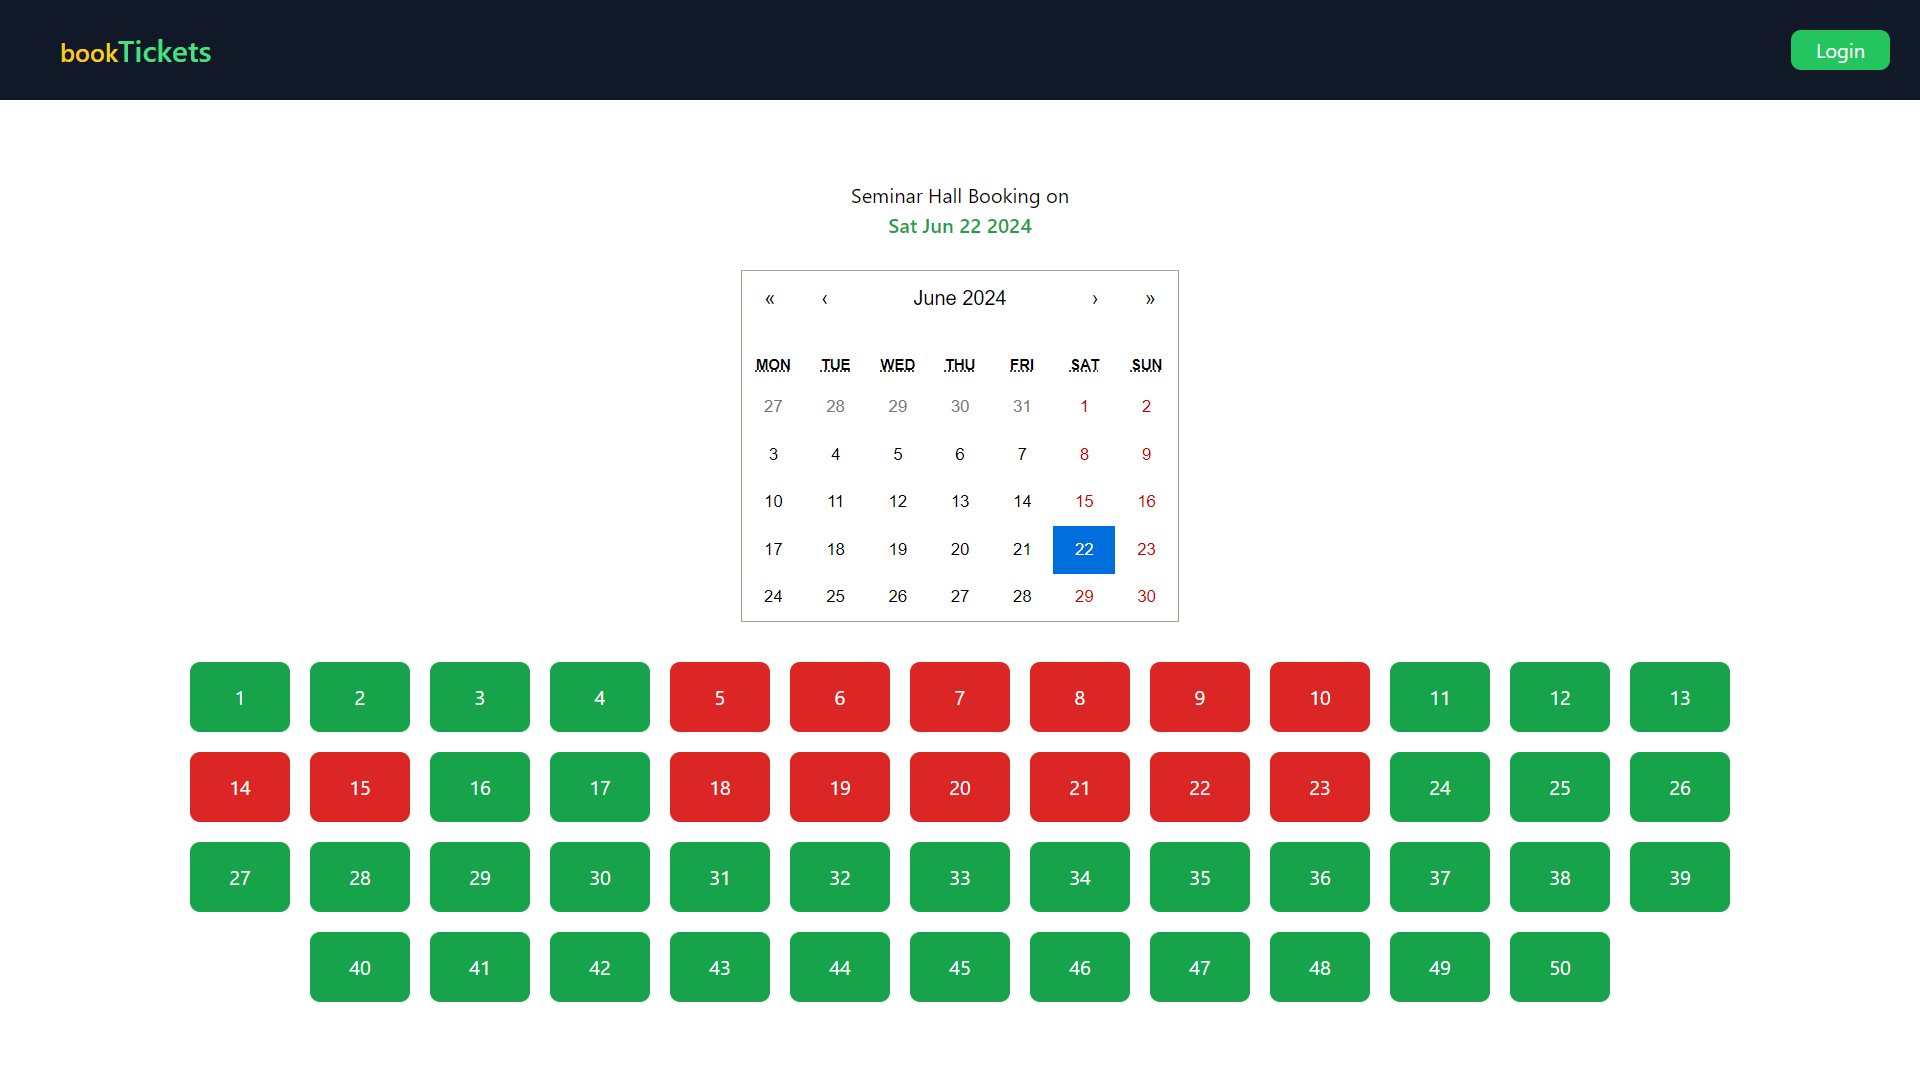 bookTickets
Login
Seminar Hall Booking on
Sat Jun 22 2024
« ‹ June 2024 › »
MON TUE WED THU FRI SAT SUN
27 28 29 30 31 1 2
3 4 5 6 7 8 9
10 11 12 13 14 15 16
17 18 19 20 21 22 23
24 25 26 27 28 29 30
1 2 3 4 5 6 7 8 9 10 11 12 13
14 15 16 17 18 19 20 21 22 23 24 25 26
27 28 29 30 31 32 33 34 35 36 37 38 39
40 41 42 43 44 45 46 47 48 49 50